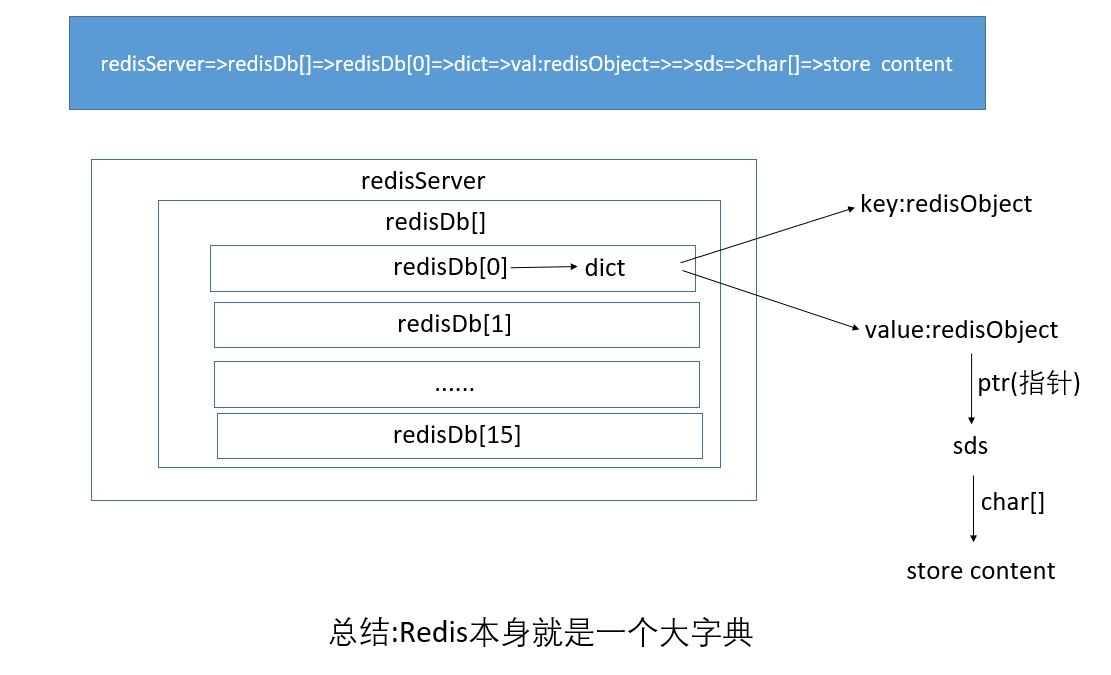 redisServer=>redisDb[]=>redisDb[0]=>dict=>val:redisObject=>=>sds=>char[]=>store  content
redisServer
redisDb[]
redisDb[0]
dict
redisDb[1]
......
redisDb[15]
key:redisObject
value:redisObject
ptr(指针)
sds
char[]
store content
总结:Redis本身就是一个大字典